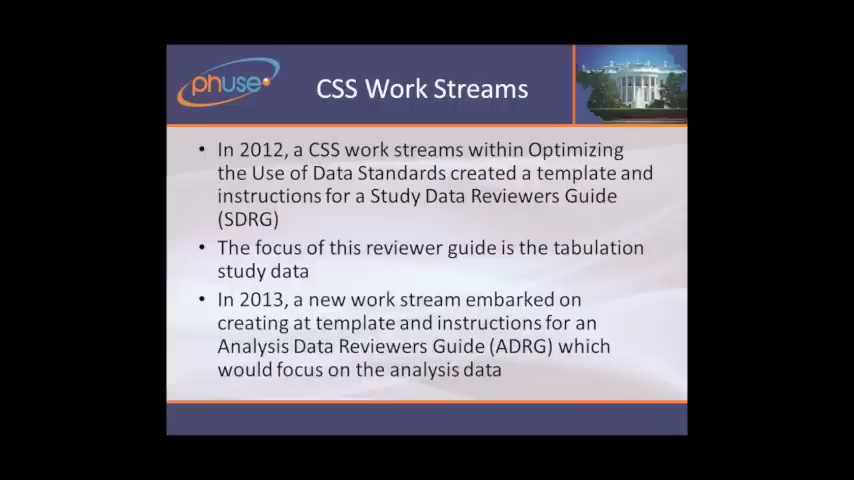 phuse
CSS Work Streams
• In 2012, a CSS work streams within Optimizing
the Use of Data Standards created a template and
instructions for a Study Data Reviewers Guide
(SDRG)
• The focus of this reviewer guide is the tabulation
study data
• In 2013, a new work stream embarked on
creating at template and instructions for an
Analysis Data Reviewers Guide (ADRG) which
would focus on the analysis data